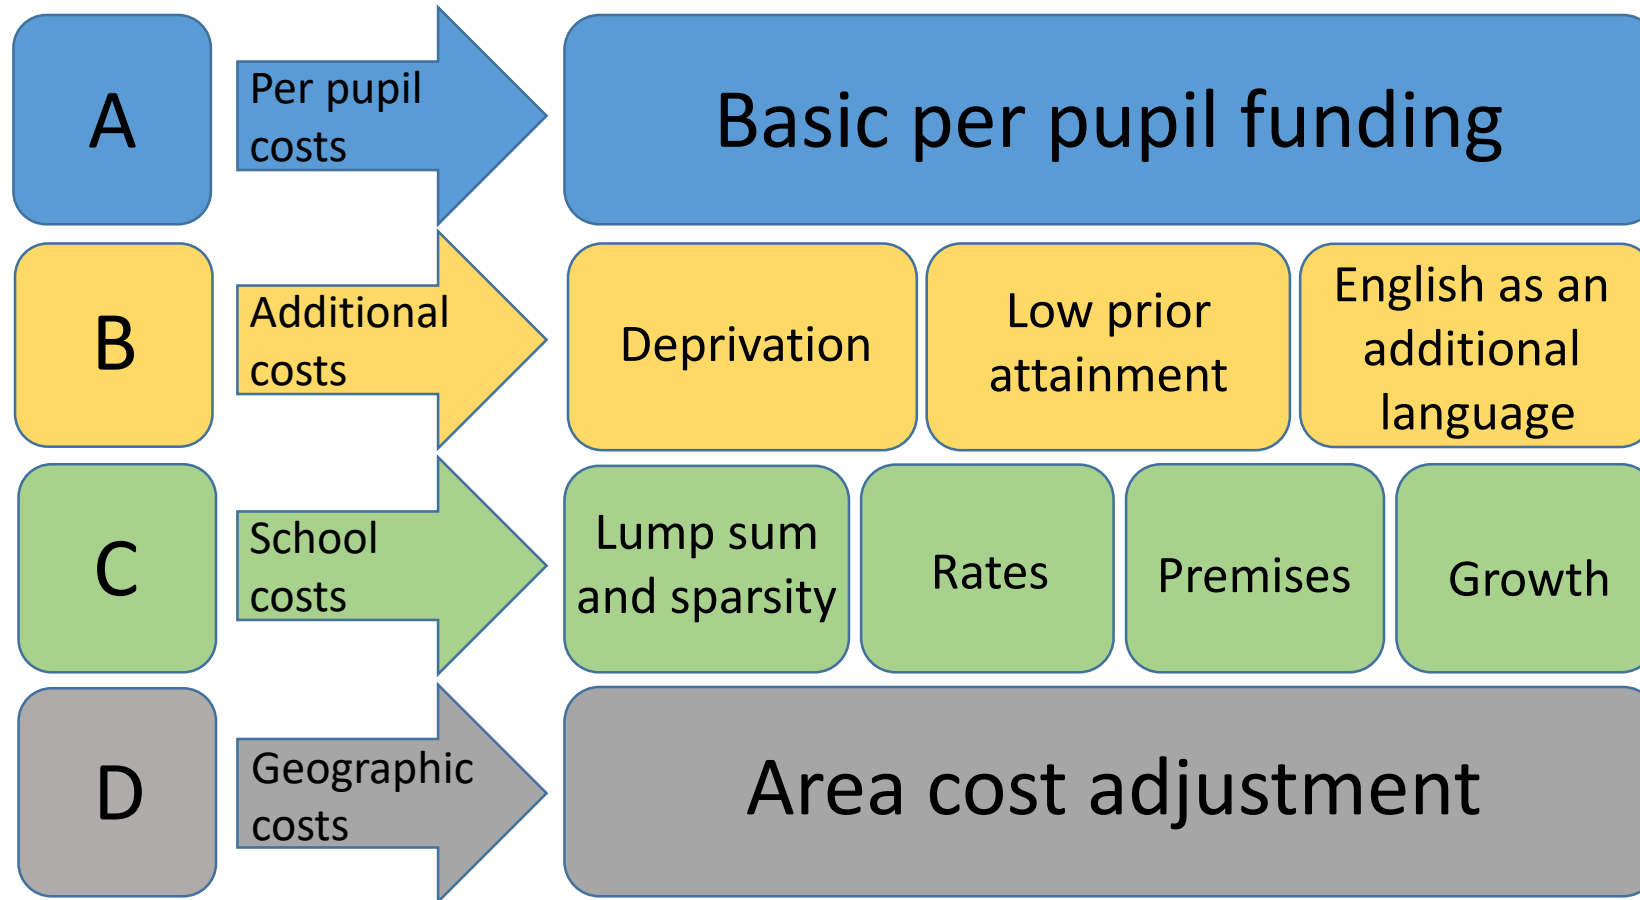 A
Per pupil
costs
Basic per pupil funding
B
Additional
costs
Deprivation
Low prior
attainment
English as an
additional
language
C
School
costs
Lump sum
and sparsity
Rates
Premises
Growth
D
Geographic
costs
Area cost adjustment